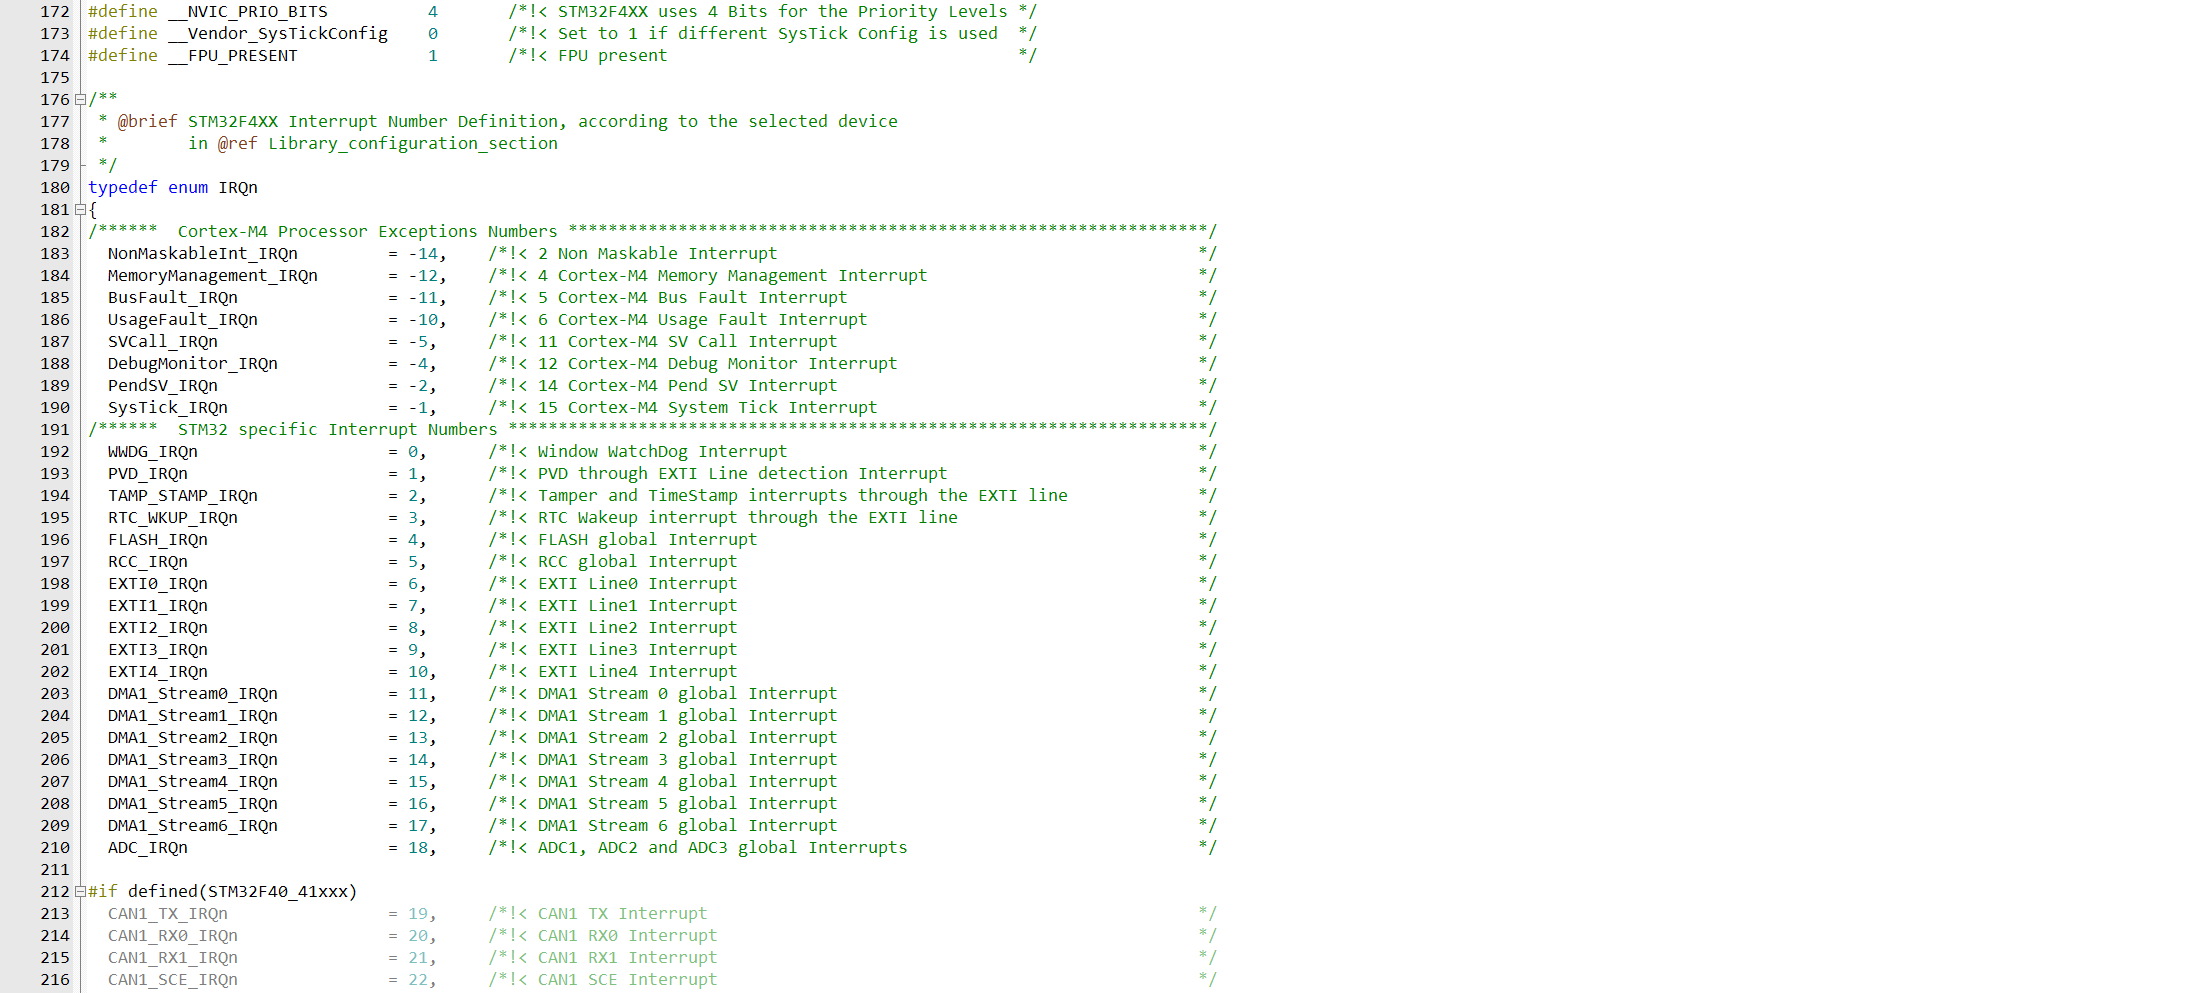 172 #define __NVIC_PRIO_BITS          4       /*!< STM32F4XX uses 4 Bits for the Priority Levels */
173 #define __Vendor_SysTickConfig    0       /*!< Set to 1 if different SysTick Config is used  */
174 #define __FPU_PRESENT             1       /*!< FPU present                                   */
175
176 /**
177  * @brief STM32F4XX Interrupt Number Definition, according to the selected device
178  *        in @ref Library_configuration_section
179  */
180 typedef enum IRQn
181 {
182 /******  Cortex-M4 Processor Exceptions Numbers ****************************************************************/
183   NonMaskableInt_IRQn         = -14,    /*!< 2 Non Maskable Interrupt                                          */
184   MemoryManagement_IRQn       = -12,    /*!< 4 Cortex-M4 Memory Management Interrupt                           */
185   BusFault_IRQn               = -11,    /*!< 5 Cortex-M4 Bus Fault Interrupt                                   */
186   UsageFault_IRQn             = -10,    /*!< 6 Cortex-M4 Usage Fault Interrupt                                 */
187   SVCall_IRQn                 = -5,     /*!< 11 Cortex-M4 SV Call Interrupt                                    */
188   DebugMonitor_IRQn           = -4,     /*!< 12 Cortex-M4 Debug Monitor Interrupt                              */
189   PendSV_IRQn                 = -2,     /*!< 14 Cortex-M4 Pend SV Interrupt                                    */
190   SysTick_IRQn                = -1,     /*!< 15 Cortex-M4 System Tick Interrupt                                */
191 /******  STM32 specific Interrupt Numbers **********************************************************************/
192   WWDG_IRQn                   = 0,      /*!< Window WatchDog Interrupt                                         */
193   PVD_IRQn                    = 1,      /*!< PVD through EXTI Line detection Interrupt                         */
194   TAMP_STAMP_IRQn             = 2,      /*!< Tamper and TimeStamp interrupts through the EXTI line             */
195   RTC_WKUP_IRQn               = 3,      /*!< RTC Wakeup interrupt through the EXTI line                        */
196   FLASH_IRQn                  = 4,      /*!< FLASH global Interrupt                                            */
197   RCC_IRQn                    = 5,      /*!< RCC global Interrupt                                              */
198   EXTI0_IRQn                  = 6,      /*!< EXTI Line0 Interrupt                                              */
199   EXTI1_IRQn                  = 7,      /*!< EXTI Line1 Interrupt                                              */
200   EXTI2_IRQn                  = 8,      /*!< EXTI Line2 Interrupt                                              */
201   EXTI3_IRQn                  = 9,      /*!< EXTI Line3 Interrupt                                              */
202   EXTI4_IRQn                  = 10,     /*!< EXTI Line4 Interrupt                                              */
203   DMA1_Stream0_IRQn           = 11,     /*!< DMA1 Stream 0 global Interrupt                                    */
204   DMA1_Stream1_IRQn           = 12,     /*!< DMA1 Stream 1 global Interrupt                                    */
205   DMA1_Stream2_IRQn           = 13,     /*!< DMA1 Stream 2 global Interrupt                                    */
206   DMA1_Stream3_IRQn           = 14,     /*!< DMA1 Stream 3 global Interrupt                                    */
207   DMA1_Stream4_IRQn           = 15,     /*!< DMA1 Stream 4 global Interrupt                                    */
208   DMA1_Stream5_IRQn           = 16,     /*!< DMA1 Stream 5 global Interrupt                                    */
209   DMA1_Stream6_IRQn           = 17,     /*!< DMA1 Stream 6 global Interrupt                                    */
210   ADC_IRQn                    = 18,     /*!< ADC1, ADC2 and ADC3 global Interrupts                             */
211
212 #if defined(STM32F40_41xxx)
213   CAN1_TX_IRQn                = 19,     /*!< CAN1 TX Interrupt                                                 */
214   CAN1_RX0_IRQn               = 20,     /*!< CAN1 RX0 Interrupt                                                */
215   CAN1_RX1_IRQn               = 21,     /*!< CAN1 RX1 Interrupt                                                */
216   CAN1_SCE_IRQn               = 22,     /*!< CAN1 SCE Interrupt                                                */